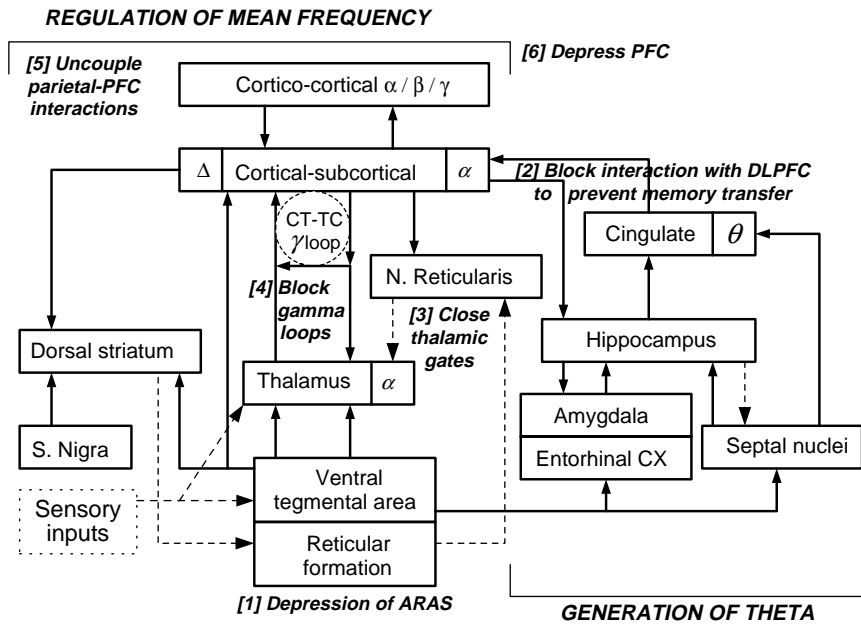 REGULATION OF MEAN FREQUENCY
[5] Uncouple
parietal-PFC
interactions
[6] Depress PFC
Cortico-cortical α / β / γ
Δ
Cortical-subcortical
α
[2] Block interaction with DLPFC
to prevent memory transfer
CT-TC
γ loop
Cingulate
θ
N. Reticularis
[4] Block
gamma
loops
[3] Close
thalamic
gates
Dorsal striatum
Hippocampus
Thalamus
α
Amygdala
S. Nigra
Entorhinal CX
Septal nuclei
Sensory
inputs
Ventral
tegmental area
Reticular
formation
[1] Depression of ARAS
GENERATION OF THETA